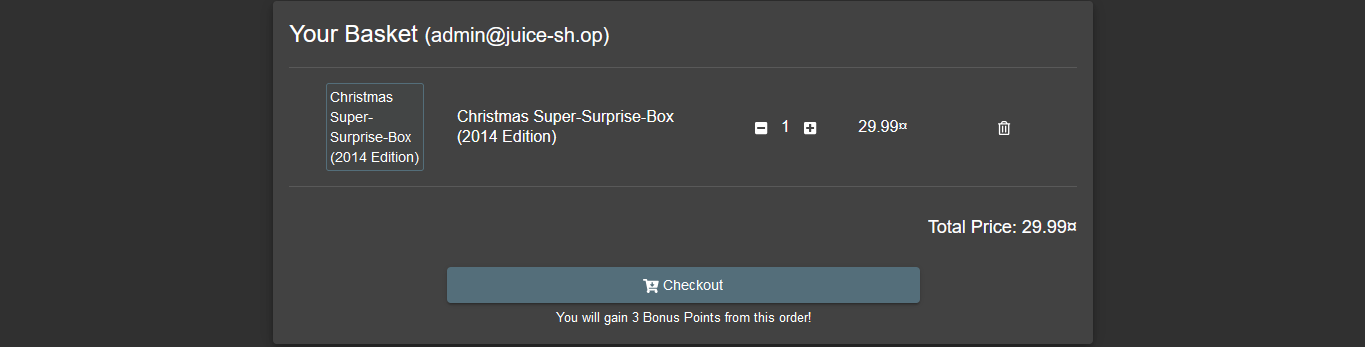 Your Basket (admin@juice-sh.op)
Christmas
Super-
Surprise-Box
(2014 Edition)
Christmas Super-Surprise-Box
(2014 Edition)
1
29.99¤
Total Price: 29.99¤
Checkout
You will gain 3 Bonus Points from this order!